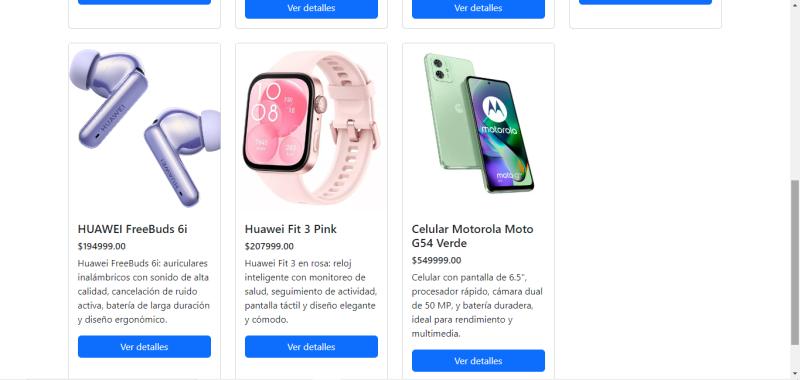 Ver detalles
Ver detalles
Ver detalles
HUAWEI
HUAWEI
10
08
FRI
18
motorola
moto g54
HUAWEI FreeBuds 6i
$194999.00
Huawei FreeBuds 6i: auriculares
inalámbricos con sonido de alta
calidad, cancelación de ruido
activa, batería de larga duración
y diseño ergonómico.
Ver detalles
Huawei Fit 3 Pink
$207999.00
Huawei Fit 3 en rosa: reloj
inteligente con monitoreo de
salud, seguimiento de actividad,
pantalla táctil y diseño elegante
y cómodo.
Ver detalles
Celular Motorola Moto
G54 Verde
$549999.00
Celular con pantalla de 6.5”,
procesador rápido, cámara dual
de 50 MP, y batería duradera,
ideal para rendimiento y
multimedia.
Ver detalles